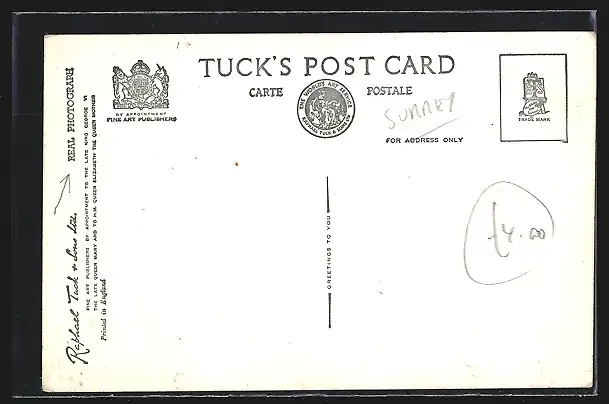 TUCK'S POST CARD
CARTE POSTALE
BY APPOINTMENT
FINE ART PUBLISHERS
THE WORLDS ART SERVICE
RAPHAEL TUCK & SONS LTD
SURREY
FOR ADDRESS ONLY
TRADE MARK
£4.00
GREETINGS TO YOU
REAL PHOTOGRAPH
Raphael Tuck & Sons Ltd.
FINE ART PUBLISHERS BY APPOINTMENT TO THE LATE KING GEORGE VI
THE LATE QUEEN MARY AND TO H.M. QUEEN ELIZABETH THE QUEEN MOTHER
Printed in England